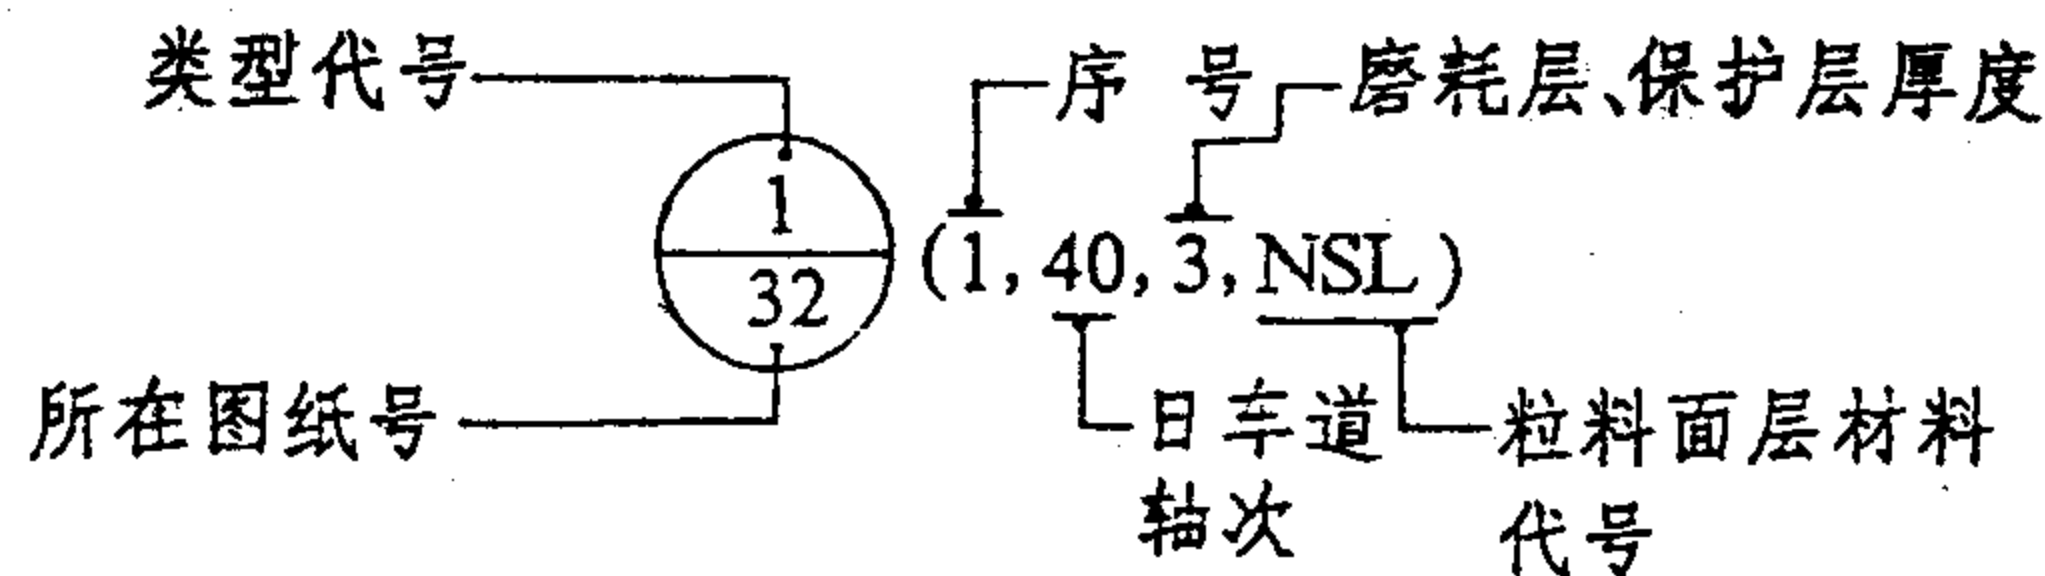 类型代号
序 号
磨耗层、保护层厚度
1
32
(1, 40, 3, NSL)
所在图纸号
日车道
轴次
粒料面层材料
代号